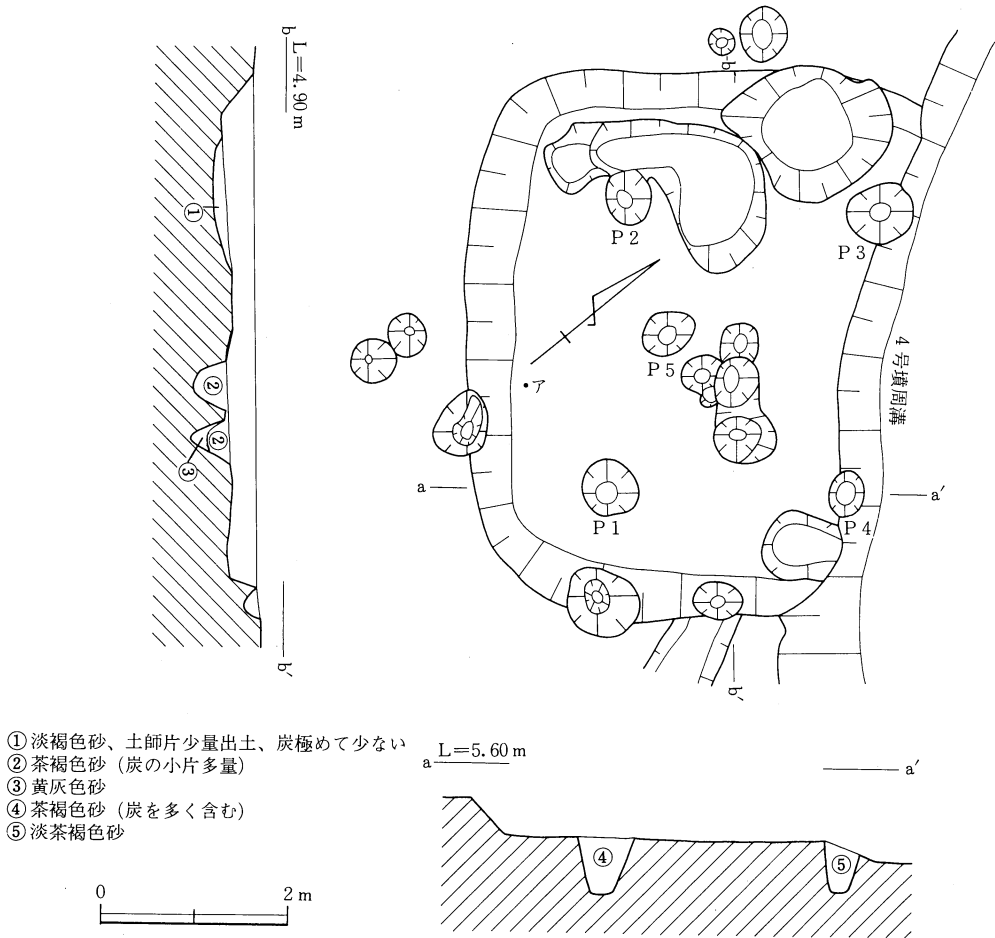 b
L=4.90m
①
②
②
③
b′
b′
P2
P3
4号墳周溝
P5
・ア
a
a′
P1
P4
b′
①淡褐色砂、土師片少量出土、炭極めて少ない
②茶褐色砂(炭の小片多量)
③黄灰色砂
④茶褐色砂(炭を多く含む)
⑤淡茶褐色砂
L=5.60m
a
a′
④
⑤
0 2m